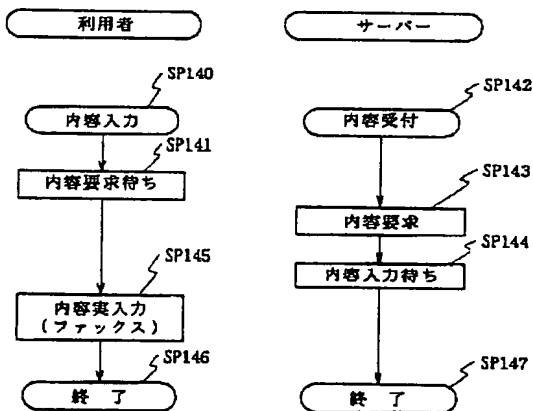 利用者
サーバー
SP140
内容入力
SP142
内容受付
SP141
内容要求待ち
SP143
内容要求
SP144
内容入力待ち
SP145
内容実入力
(ファックス)
SP146
終了
SP147
終了